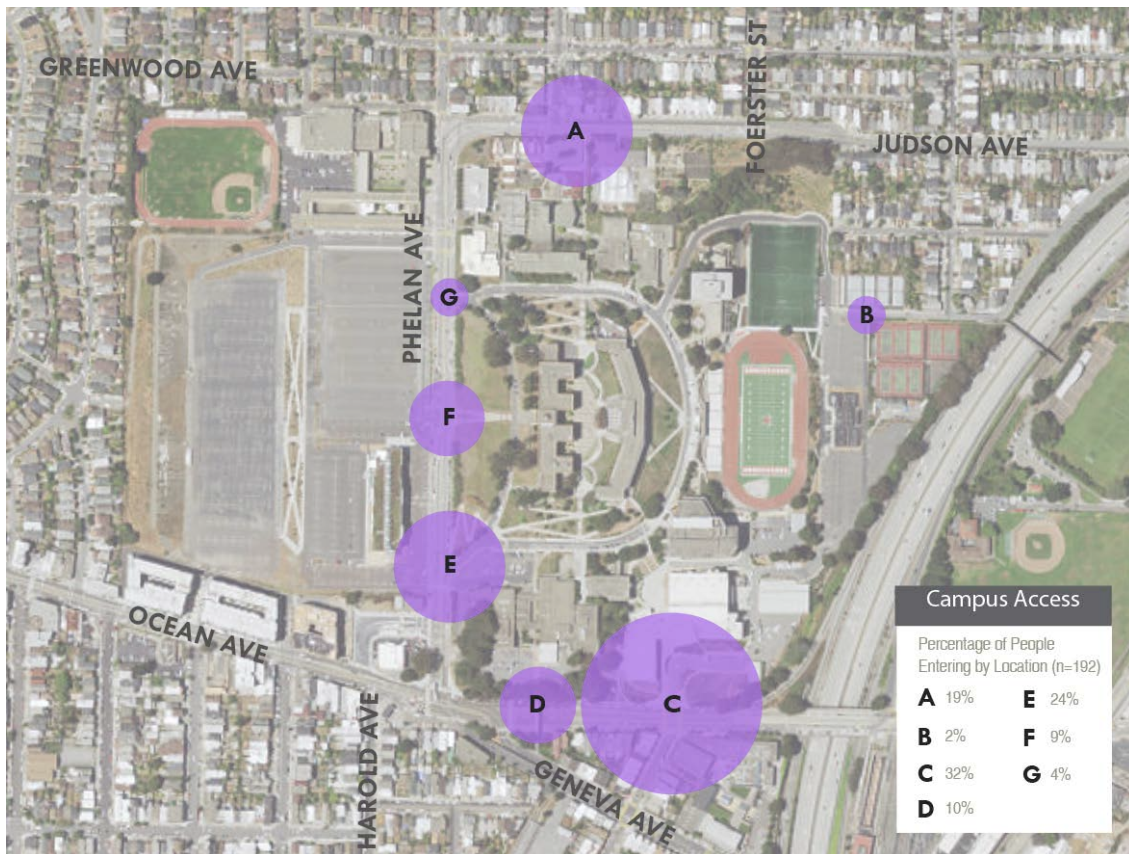 GREENWOOD AVE
FOERSTER ST
A
JUDSON AVE
PHELAN AVE
G
B
F
E
OCEAN AVE
D
C
HAROLD AVE
GENEVA AVE
Campus Access
Percentage of People
Entering by Location (n=192)
A 19%
B 2%
C 32%
D 10%
E 24%
F 9%
G 4%